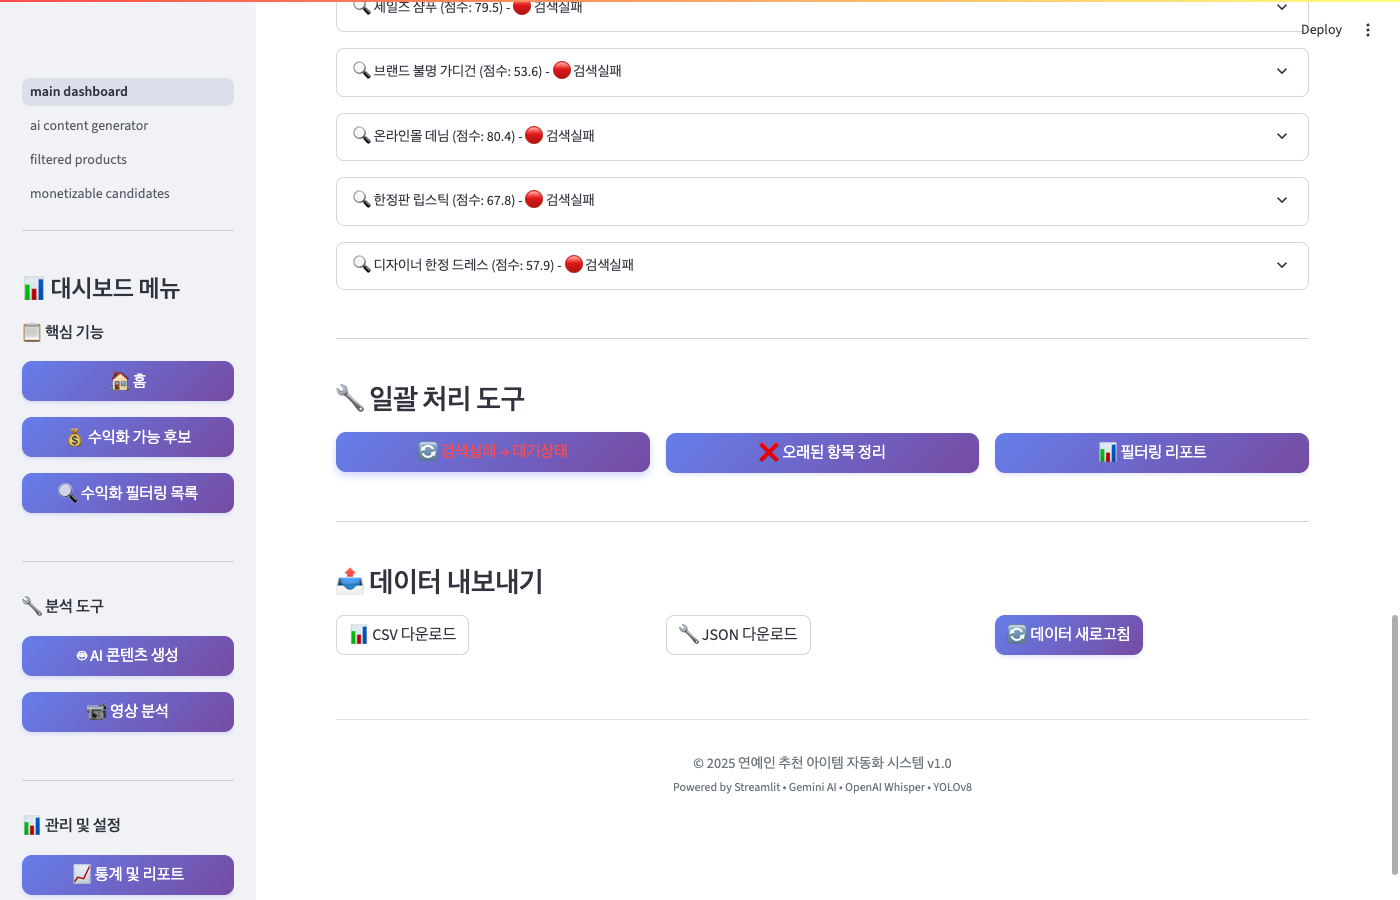 세일즈 샴푸 (점수: 79.5) - 검색실패
Deploy
브랜드 불명 가디건 (점수: 53.6) - 검색실패
온라인몰 데님 (점수: 80.4) - 검색실패
한정판 립스틱 (점수: 67.8) - 검색실패
디자이너 한정 드레스 (점수: 57.9) - 검색실패
일괄 처리 도구
검색실패 → 대기상태
오래된 항목 정리
필터링 리포트
데이터 내보내기
CSV 다운로드
JSON 다운로드
데이터 새로고침
© 2025 연예인 추천 아이템 자동화 시스템 v1.0
Powered by Streamlit • Gemini AI • OpenAI Whisper • YOLOv8
main dashboard
ai content generator
filtered products
monetizable candidates
대시보드 메뉴
핵심 기능
홈
수익화 가능 후보
수익화 필터링 목록
분석 도구
AI 콘텐츠 생성
영상 분석
관리 및 설정
통계 및 리포트